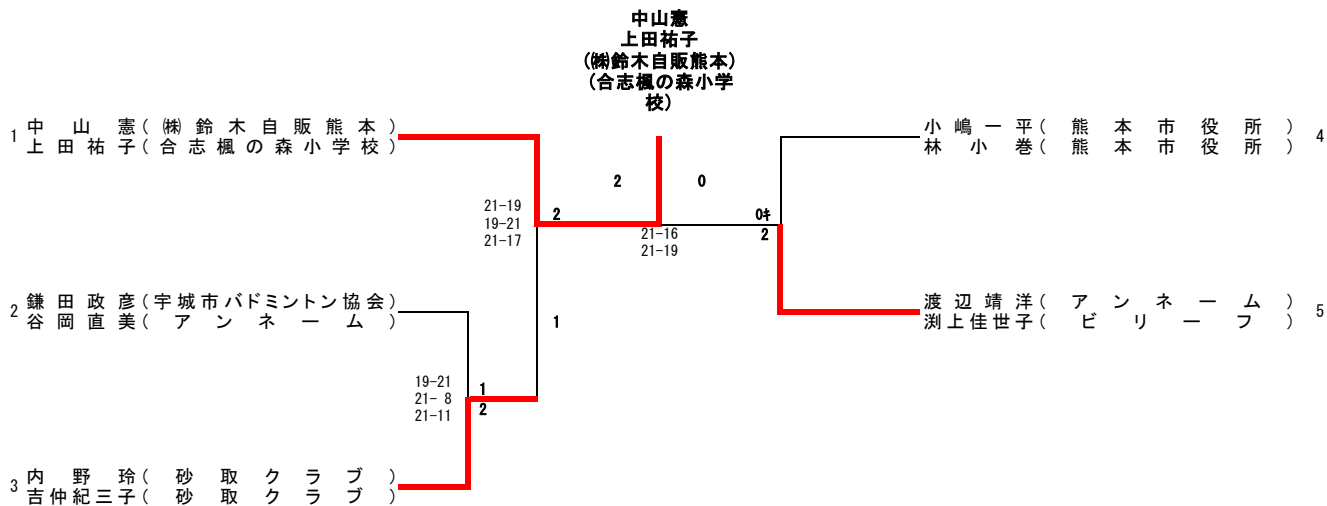 中山憲
上田祐子
(㈱鈴木自販熊本)
(合志楓の森小学
校)
1 中山憲(㈱鈴木自販熊本)
上田祐子(合志楓の森小学校)
小嶋一平(熊本市役所) 4
林小巻(熊本市役所)
2 0
21-19
19-21
21-17
2
0キ
2
21-16
21-19
2 鎌田政彦(宇城市バドミントン協会)
谷岡直美(アンネーム)
1
渡辺靖洋(アンネーム) 5
渕上佳世子(ビリーフ)
19-21
21- 8
21-11
1
2
3 内野玲(砂取クラブ)
吉仲紀三子(砂取クラブ)